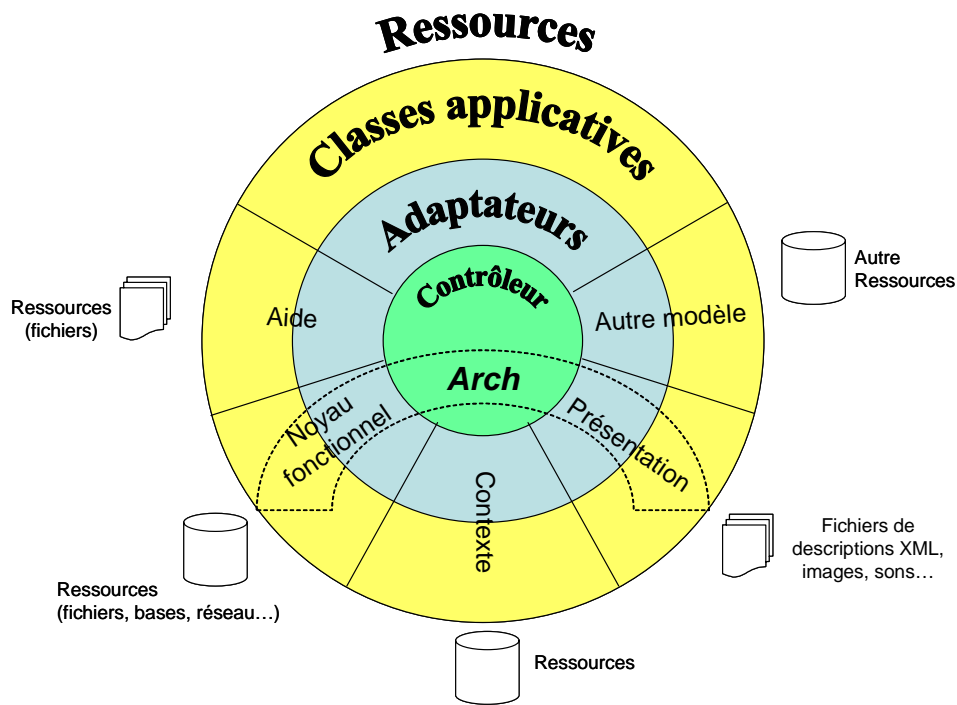 Ressources
Classes applicatives
Adaptateurs
Contrôleur
Autre
Ressources
Ressources
(fichiers)
Aide
Autre modèle
Arch
Noyau
fonctionnel
Présentation
Contexte
Fichiers de
descriptions XML,
images, sons…
Ressources
(fichiers, bases, réseau…)
Ressources